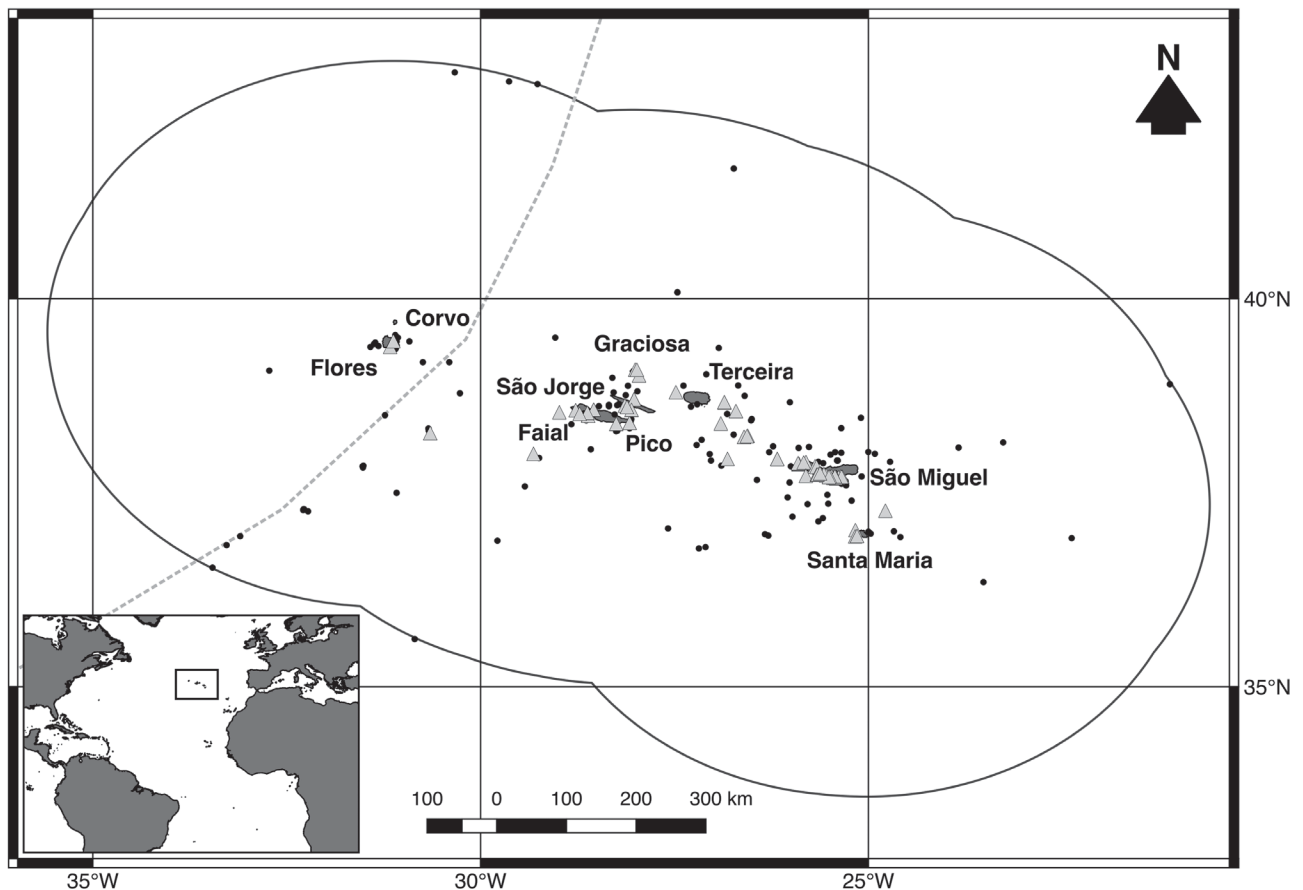 N
Corvo
40°N
Flores
Graciosa
Terceira
São Jorge
Faial
Pico
São Miguel
Santa Maria
35°N
100 0 100 200 300 km
35°W 30°W 25°W